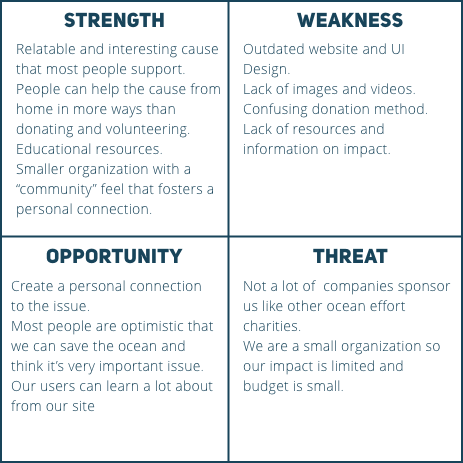 STRENGTH
Relatable and interesting cause
that most people support.
People can help the cause from
home in more ways than
donating and volunteering.
Educational resources.
Smaller organization with a
“community” feel that fosters a
personal connection.
WEAKNESS
Outdated website and UI
Design.
Lack of images and videos.
Confusing donation method.
Lack of resources and
information on impact.
OPPORTUNITY
Create a personal connection
to the issue.
Most people are optimistic that
we can save the ocean and
think it’s very important issue.
Our users can learn a lot about
from our site
THREAT
Not a lot of  companies sponsor
us like other ocean effort
charities.
We are a small organization so
our impact is limited and
budget is small.